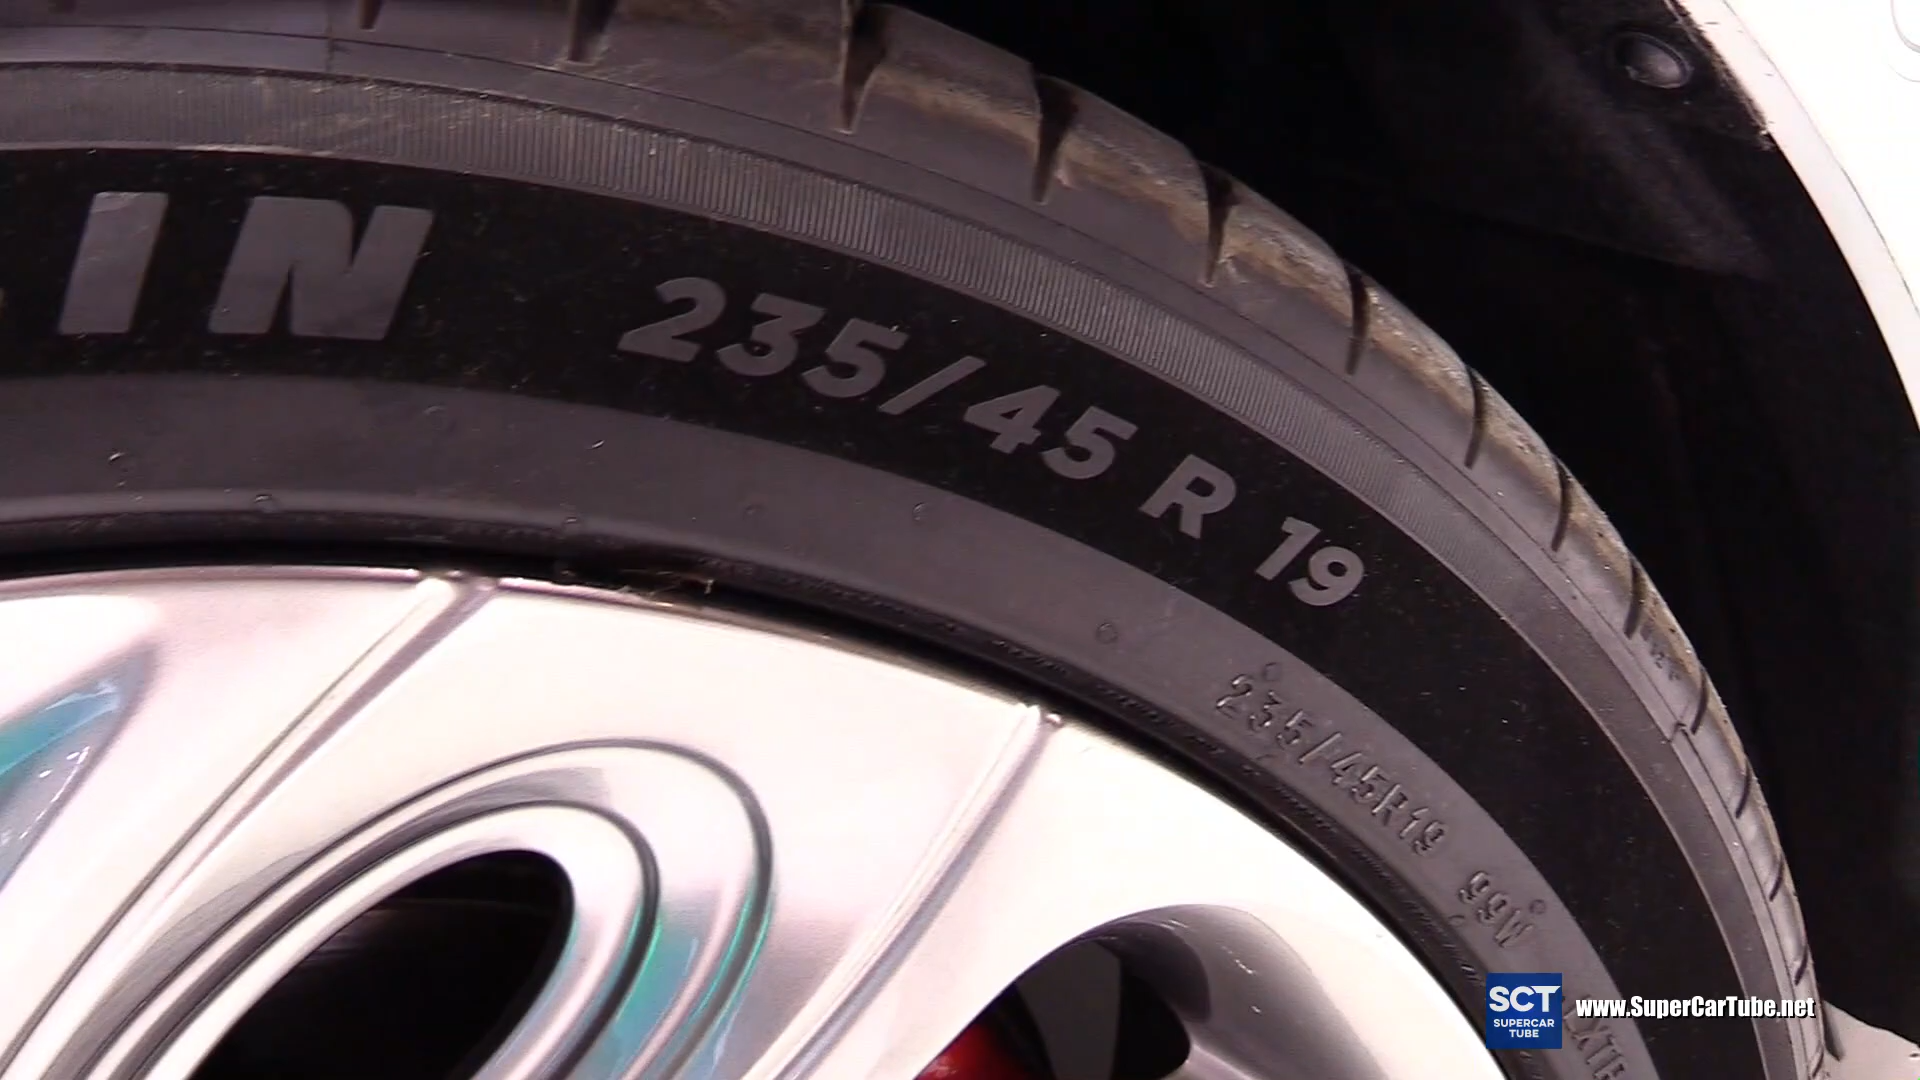 IN 235/45 R 19
235/45R19 99W
SCT
SUPERCAR
TUBE
www.SuperCarTube.net